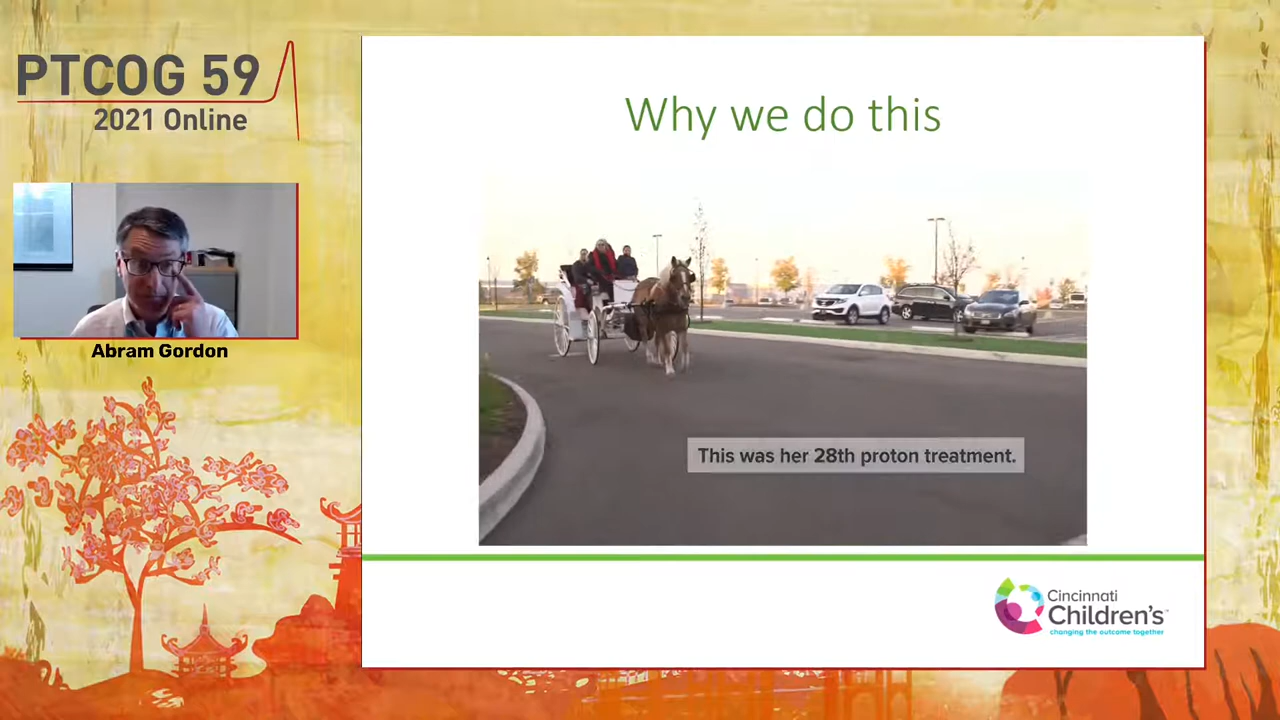 PTCOG 59
2021 Online
Abram Gordon
Why we do this
This was her 28th proton treatment.
Cincinnati
Children's™
changing the outcome together